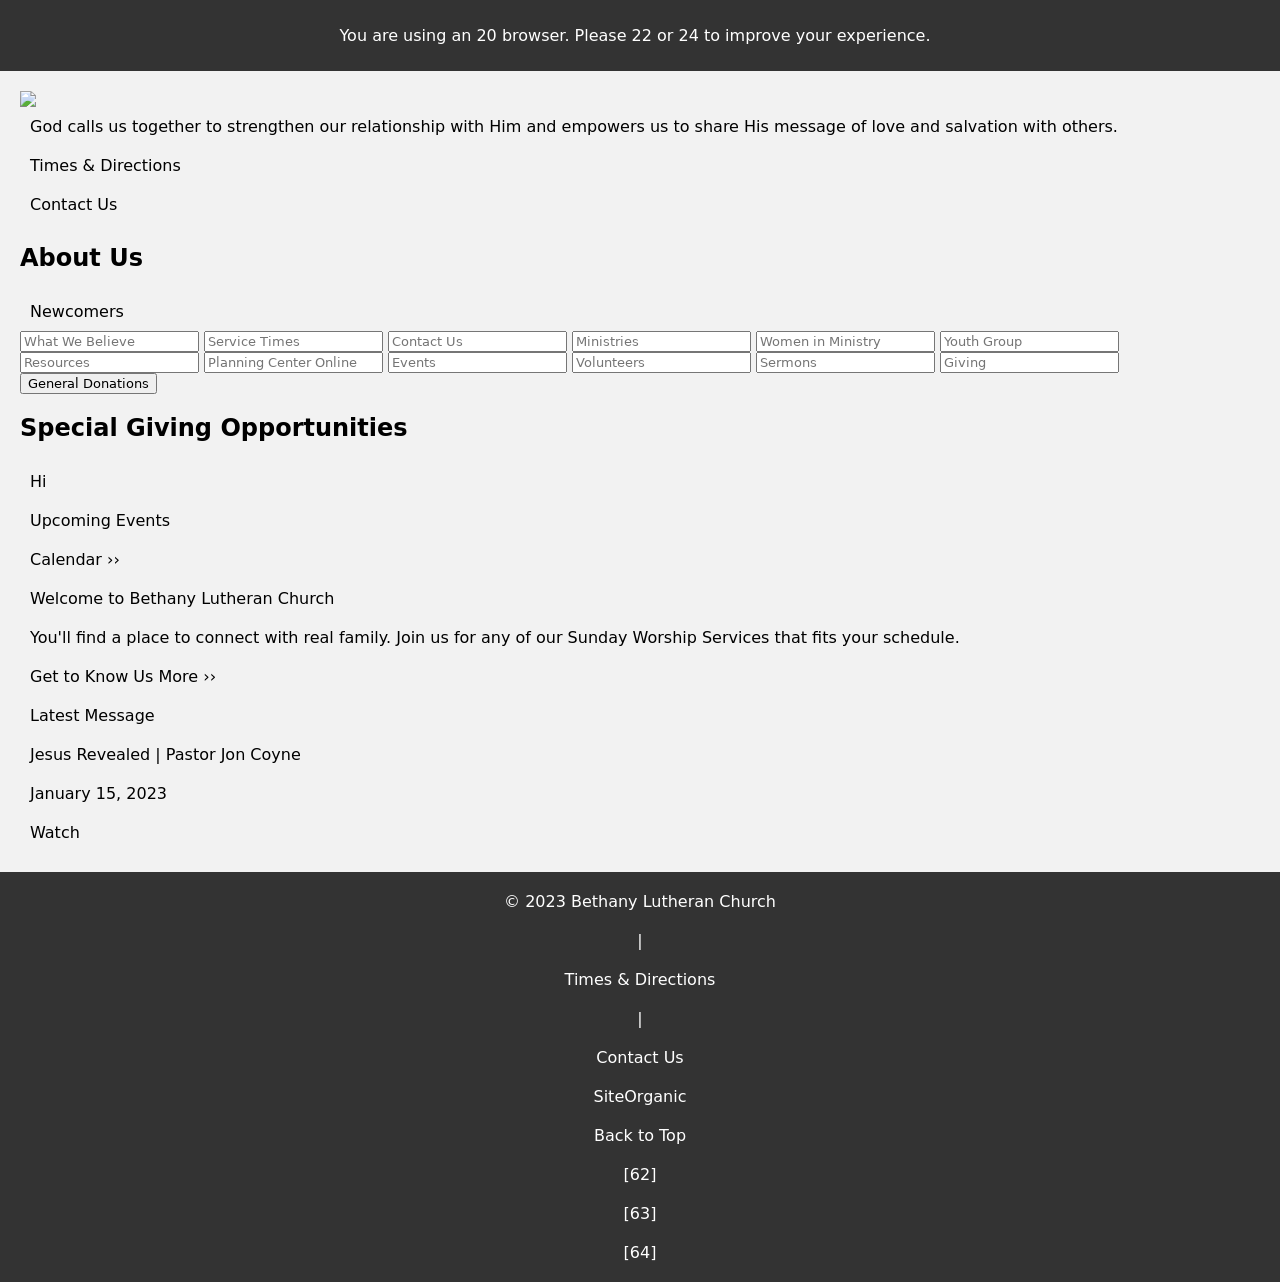 You are using an 20 browser. Please 22 or 24 to improve your experience.
God calls us together to strengthen our relationship with Him and empowers us to share His message of love and salvation with others.
Times & Directions
Contact Us
About Us
Newcomers
What We Believe Service Times Contact Us Ministries Women in Ministry Youth Group
Resources Planning Center Online Events Volunteers Sermons Giving
General Donations
Special Giving Opportunities
Hi
Upcoming Events
Calendar ››
Welcome to Bethany Lutheran Church
You'll find a place to connect with real family. Join us for any of our Sunday Worship Services that fits your schedule.
Get to Know Us More ››
Latest Message
Jesus Revealed | Pastor Jon Coyne
January 15, 2023
Watch
© 2023 Bethany Lutheran Church
|
Times & Directions
|
Contact Us
SiteOrganic
Back to Top
[62]
[63]
[64]